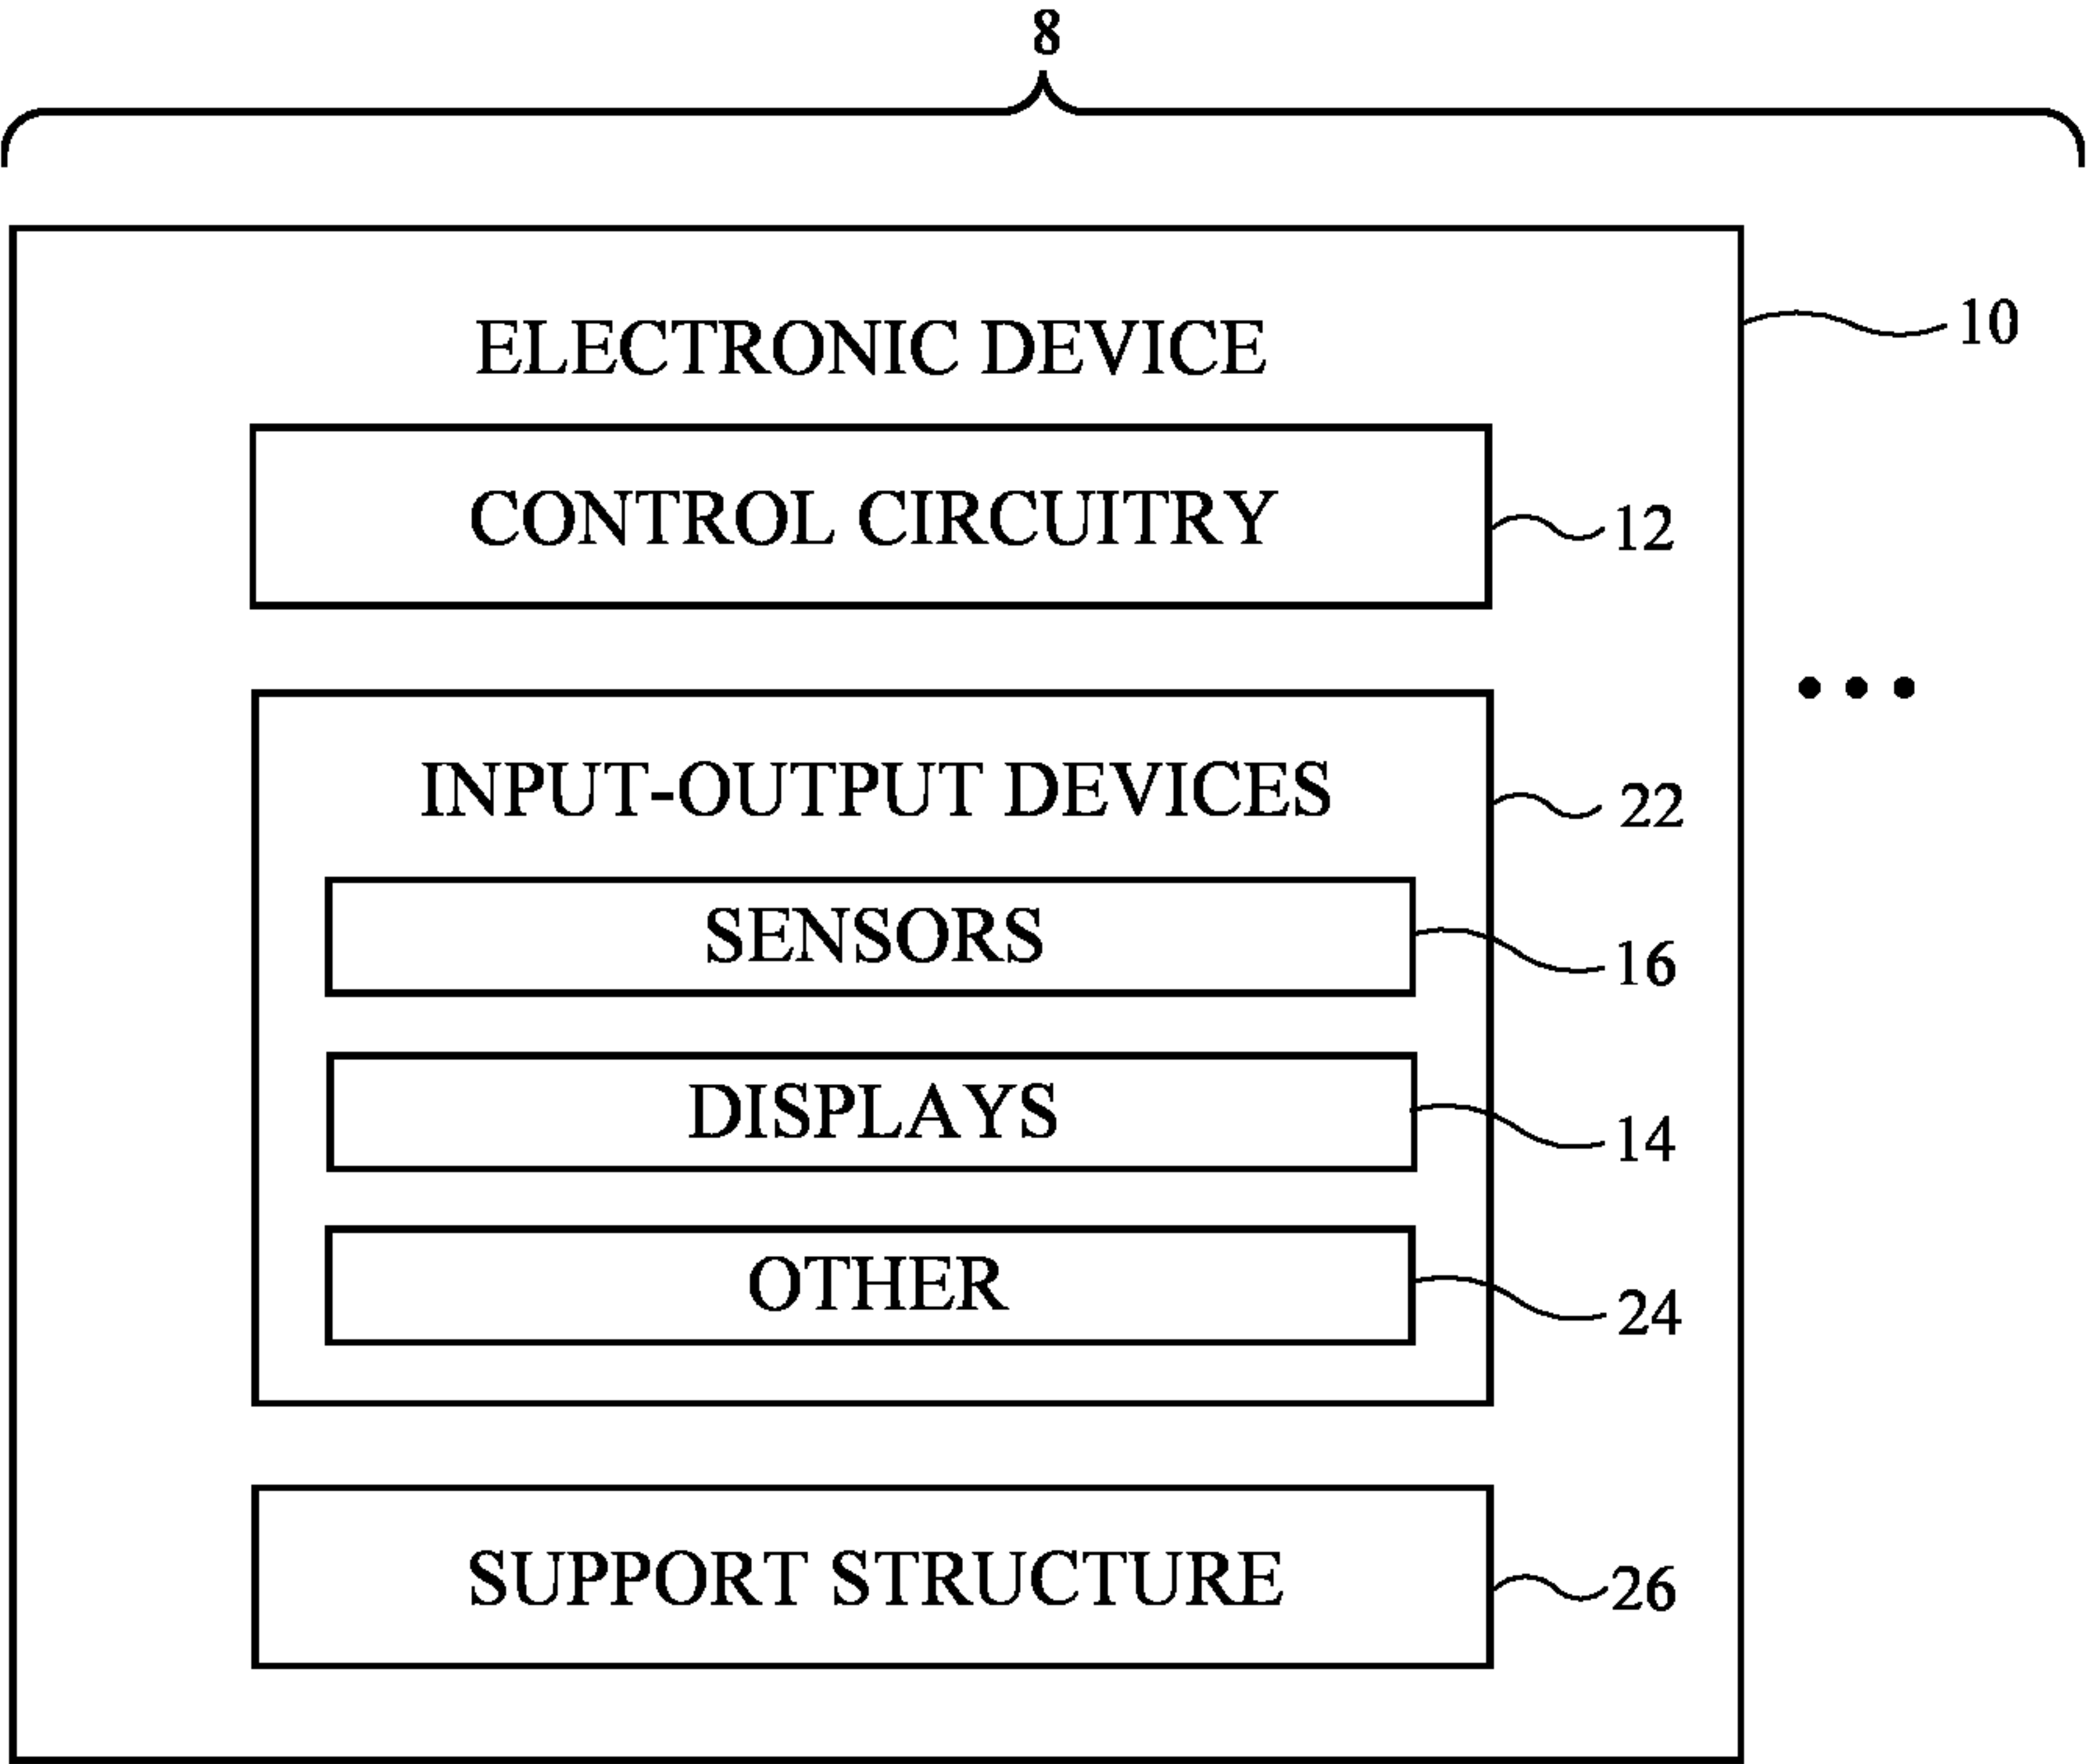 8
ELECTRONIC DEVICE
10
CONTROL CIRCUITRY
12
...
INPUT-OUTPUT DEVICES
22
SENSORS
16
DISPLAYS
14
OTHER
24
SUPPORT STRUCTURE
26